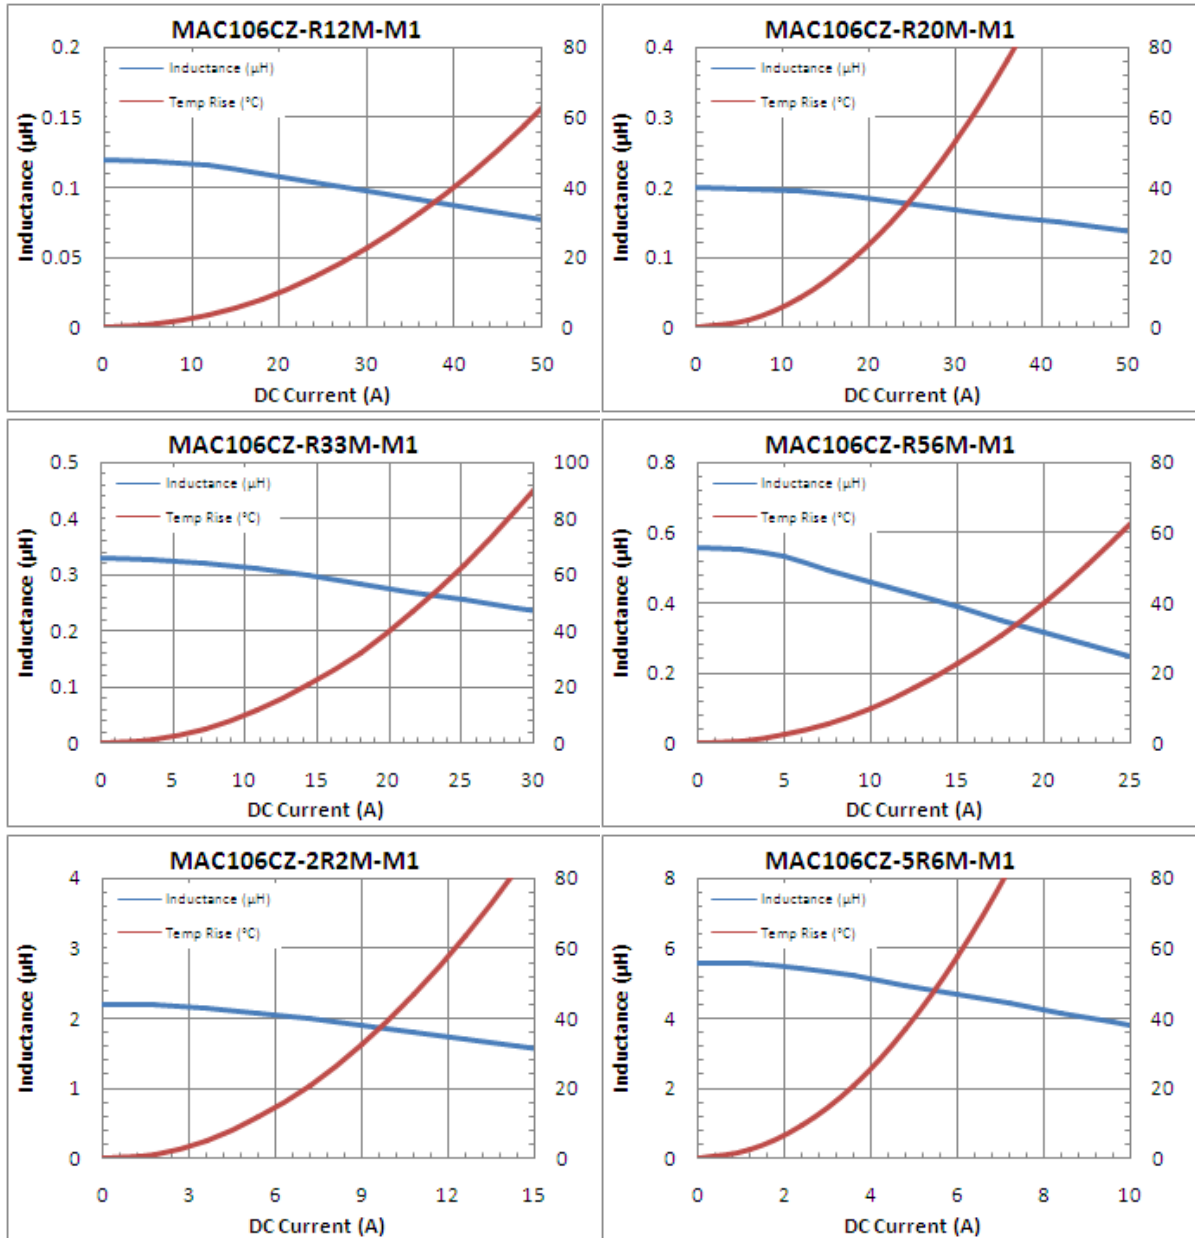 MAC106CZ-R12M-M1
Inductance (µH)
Temp Rise (°C)
Inductance (µH)
0.2
0.15
0.1
0.05
0
80
60
40
20
0
0 10 20 30 40 50
DC Current (A)
MAC106CZ-R20M-M1
Inductance (µH)
Temp Rise (°C)
Inductance (µH)
0.4
0.3
0.2
0.1
0
80
60
40
20
0
0 10 20 30 40 50
DC Current (A)
MAC106CZ-R33M-M1
Inductance (µH)
Temp Rise (°C)
Inductance (µH)
0.5
0.4
0.3
0.2
0.1
0
100
80
60
40
20
0
0 5 10 15 20 25 30
DC Current (A)
MAC106CZ-R56M-M1
Inductance (µH)
Temp Rise (°C)
Inductance (µH)
0.8
0.6
0.4
0.2
0
80
60
40
20
0
0 5 10 15 20 25
DC Current (A)
MAC106CZ-2R2M-M1
Inductance (µH)
Temp Rise (°C)
Inductance (µH)
4
3
2
1
0
80
60
40
20
0
0 3 6 9 12 15
DC Current (A)
MAC106CZ-5R6M-M1
Inductance (µH)
Temp Rise (°C)
Inductance (µH)
8
6
4
2
0
80
60
40
20
0
0 2 4 6 8 10
DC Current (A)